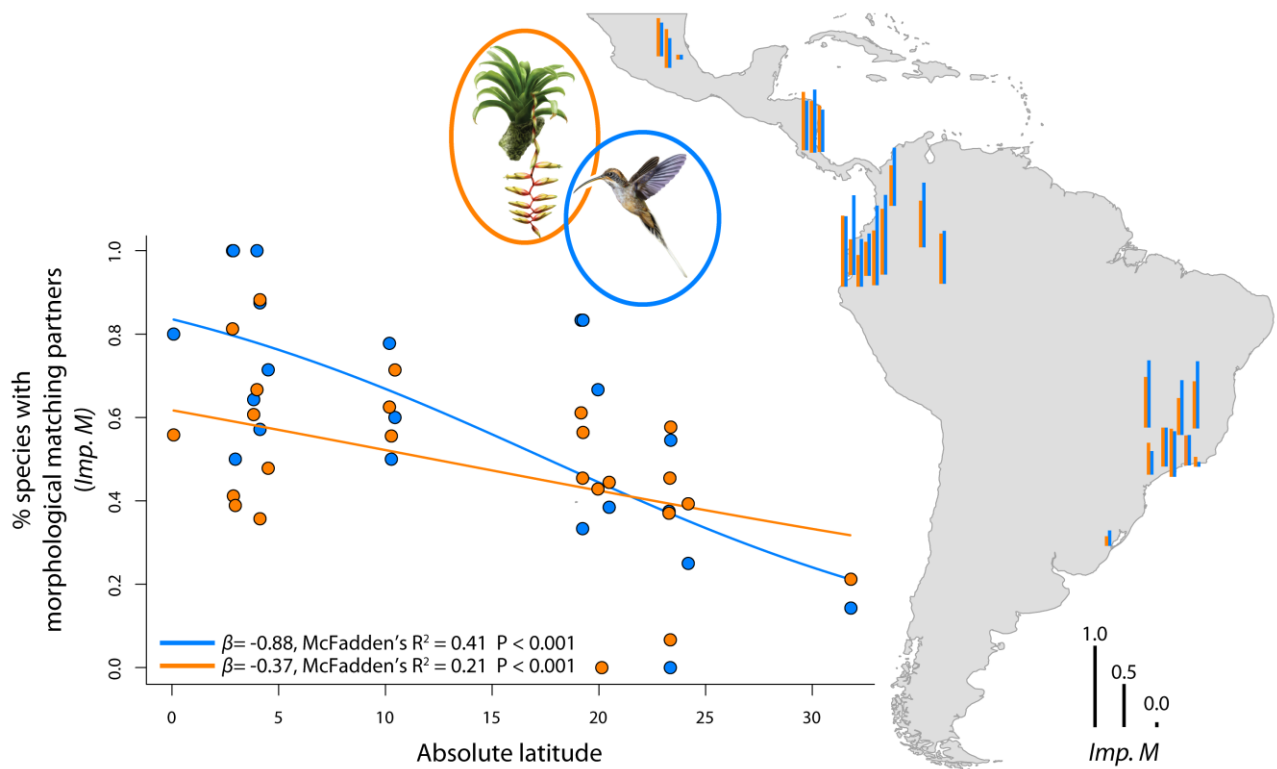 % species with
morphological matching partners
(Imp. M)
1.0
0.8
0.6
0.4
0.2
0.0
β= -0.88, McFadden's R² = 0.41 P < 0.001
β= -0.37, McFadden's R² = 0.21 P < 0.001
0 5 10 15 20 25 30
Absolute latitude
1.0
0.5
0.0
Imp. M